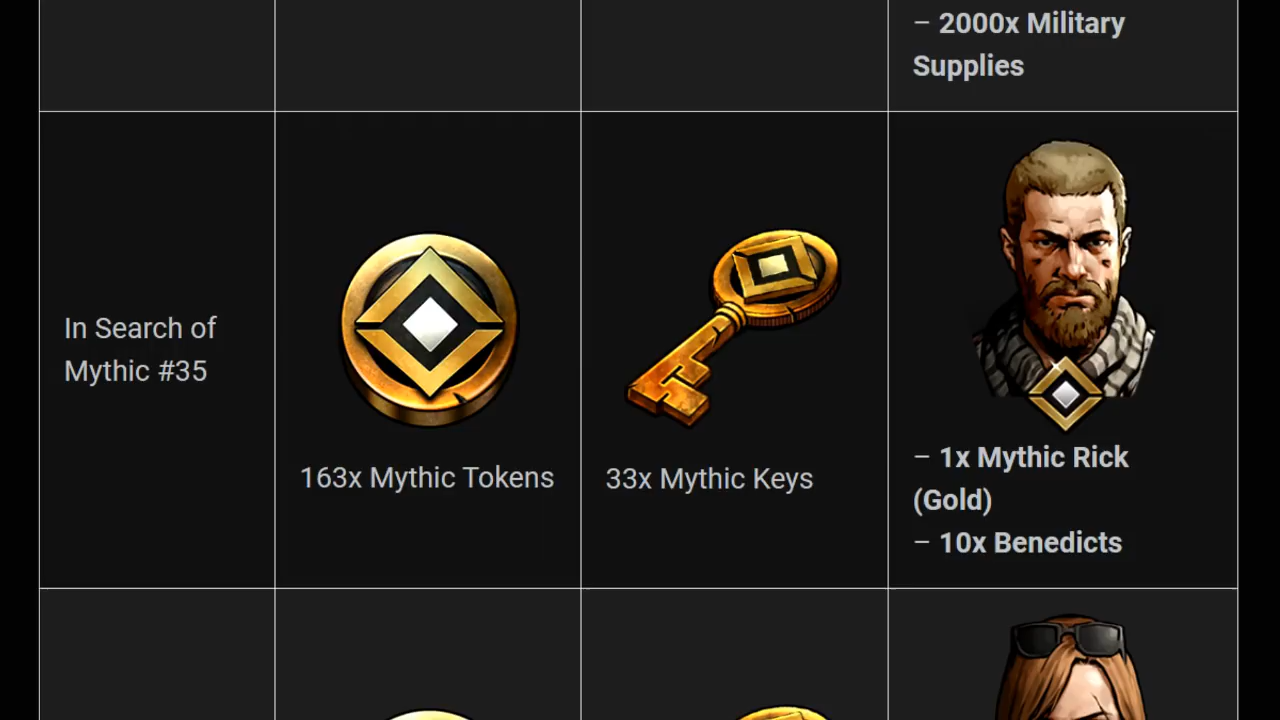 – 2000x Military
Supplies
In Search of
Mythic #35
163x Mythic Tokens
33x Mythic Keys
– 1x Mythic Rick
(Gold)
– 10x Benedicts